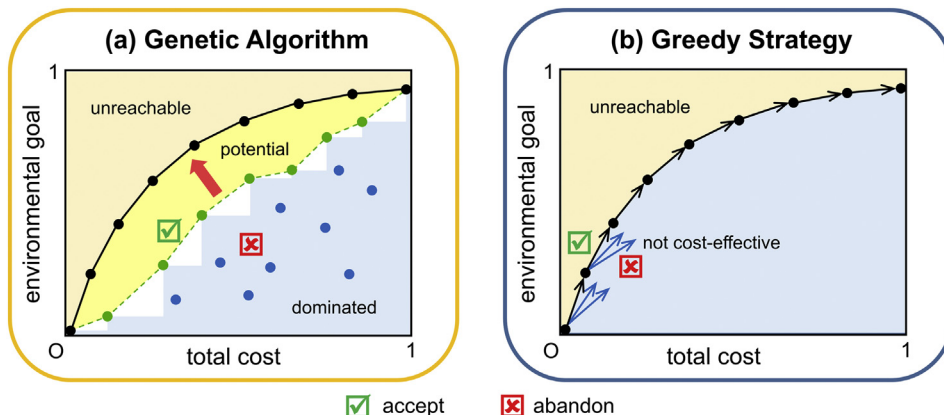 (a) Genetic Algorithm
1
unreachable
potential
dominated
environmental goal
O
total cost
1
(b) Greedy Strategy
1
unreachable
not cost-effective
environmental goal
O
total cost
1
accept
abandon